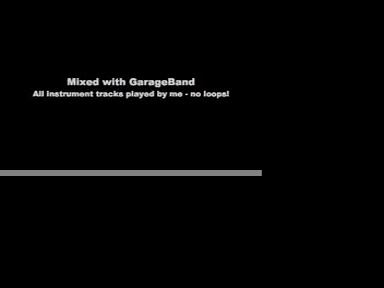 Mixed with GarageBand
All instrument tracks played by me - no loops!